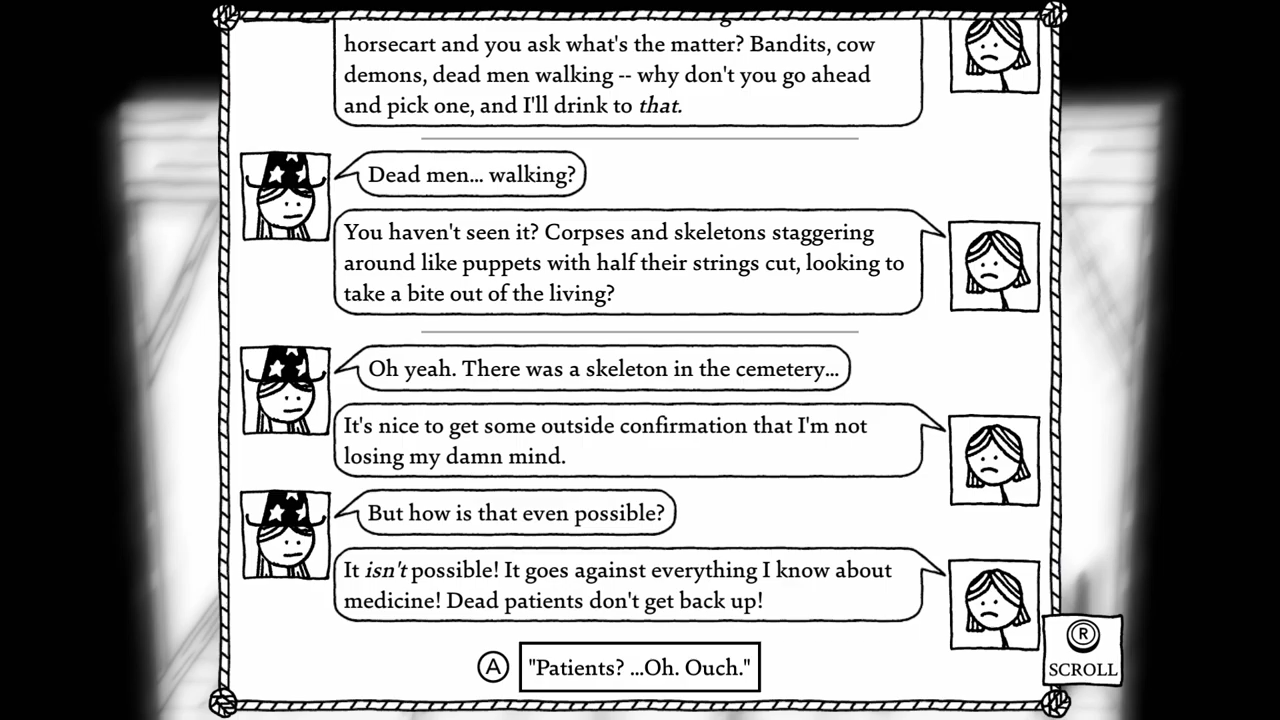 horsecart and you ask what's the matter? Bandits, cow
demons, dead men walking -- why don't you go ahead
and pick one, and I'll drink to that.
Dead men... walking?
You haven't seen it? Corpses and skeletons staggering
around like puppets with half their strings cut, looking to
take a bite out of the living?
Oh yeah. There was a skeleton in the cemetery...
It's nice to get some outside confirmation that I'm not
losing my damn mind.
But how is that even possible?
It isn't possible! It goes against everything I know about
medicine! Dead patients don't get back up!
A "Patients? ...Oh. Ouch."
R
SCROLL